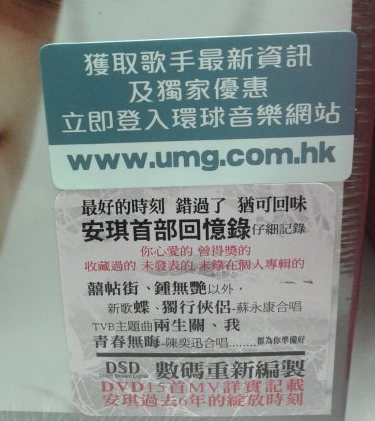 獲取歌手最新資訊
及獨家優惠
立即登入環球音樂網站
www.umg.com.hk
最好的時刻 錯過了 猶可回味
安琪首部回憶錄仔細記錄
你心愛的 曾得獎的
收藏過的 未發表的 未錄在個人專輯的
囍帖街、鍾無艷以外，
新歌蝶、獨行俠侶-蘇永康合唱
TVB主題曲兩生關、我
青春無晦-陳奕迅合唱........都為你準備好
DSD 數碼重新編製
Direct Stream Digital
DVD15首MV詳實記載
安琪過去6年的綻放時刻